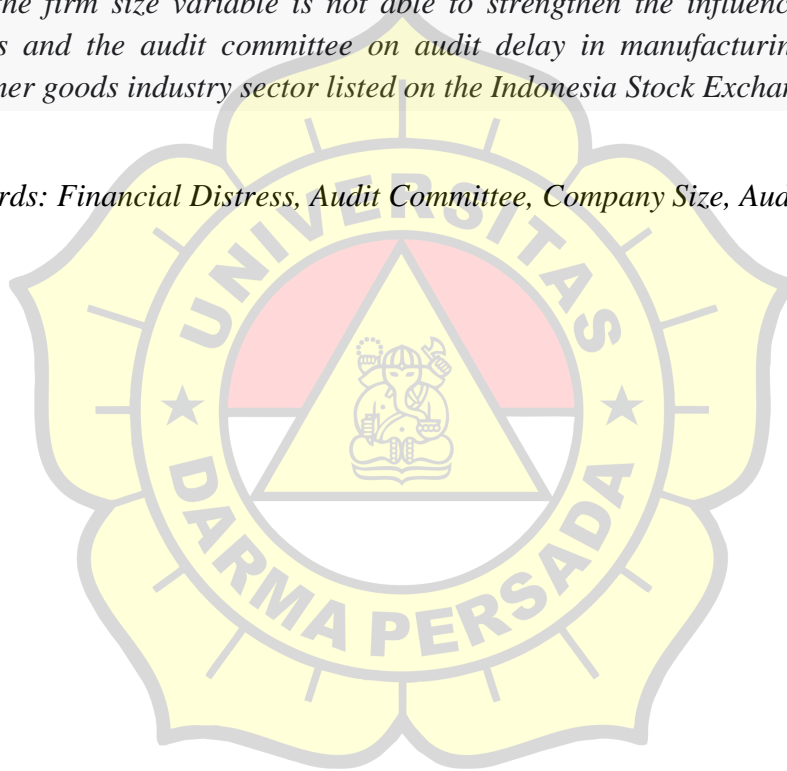 the firm size variable is not able to strengthen the influenc
s and the audit committee on audit delay in manufacturin
ner goods industry sector listed on the Indonesia Stock Exchan
rds: Financial Distress, Audit Committee, Company Size, Aud
UNIVERSITAS
DARMA PERSADA